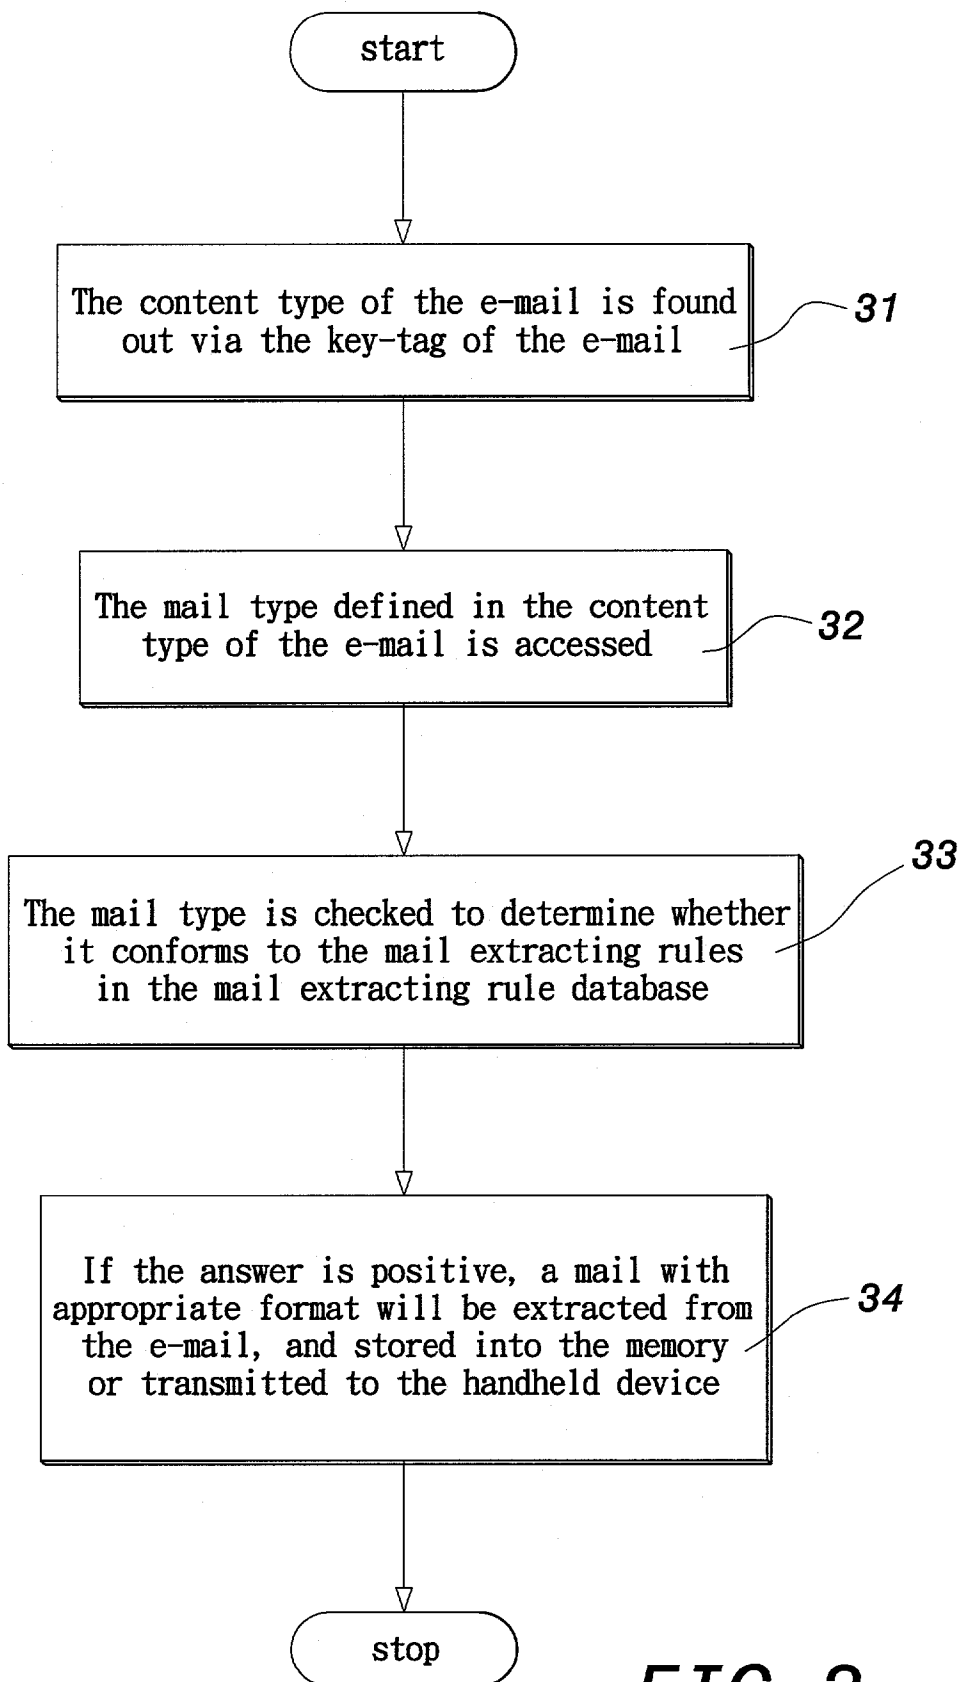 start
The content type of the e-mail is found
out via the key-tag of the e-mail
31
The mail type defined in the content
type of the e-mail is accessed
32
The mail type is checked to determine whether
it conforms to the mail extracting rules
in the mail extracting rule database
33
If the answer is positive, a mail with
appropriate format will be extracted from
the e-mail, and stored into the memory
or transmitted to the handheld device
34
stop